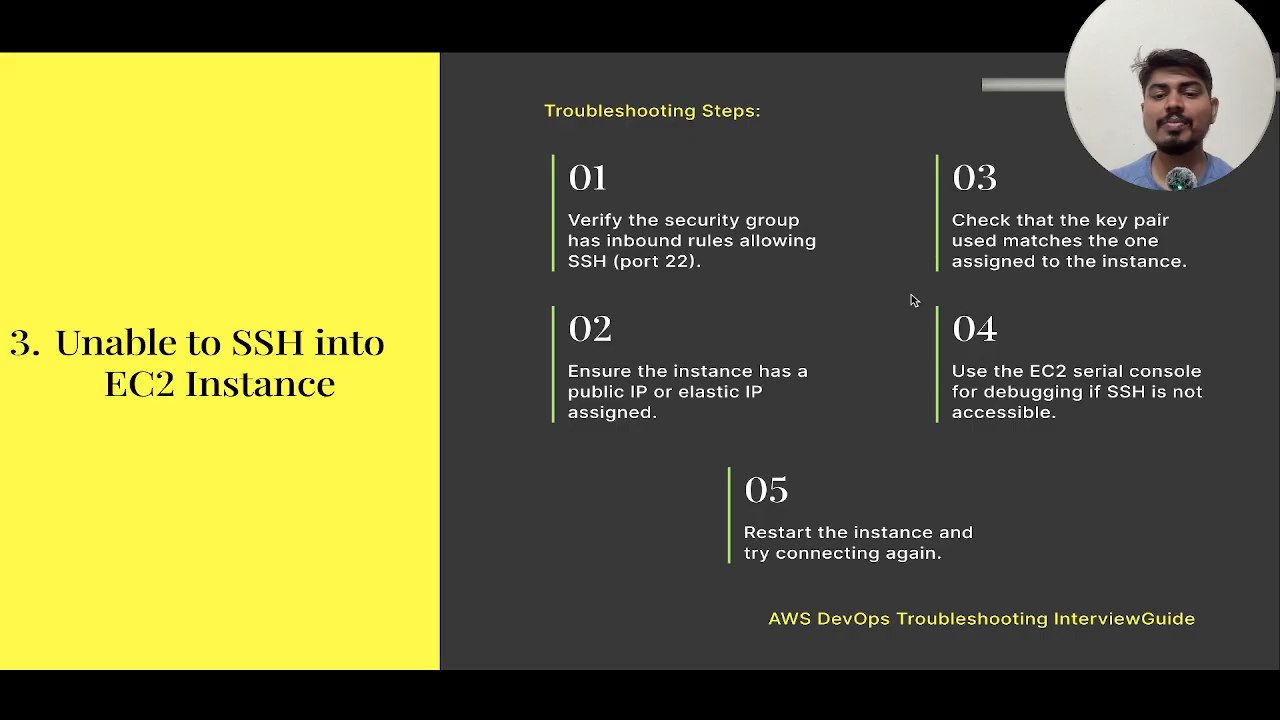 3. Unable to SSH into
EC2 Instance
Troubleshooting Steps:
01
Verify the security group
has inbound rules allowing
SSH (port 22).
02
Ensure the instance has a
public IP or elastic IP
assigned.
03
Check that the key pair
used matches the one
assigned to the instance.
04
Use the EC2 serial console
for debugging if SSH is not
accessible.
05
Restart the instance and
try connecting again.
AWS DevOps Troubleshooting InterviewGuide